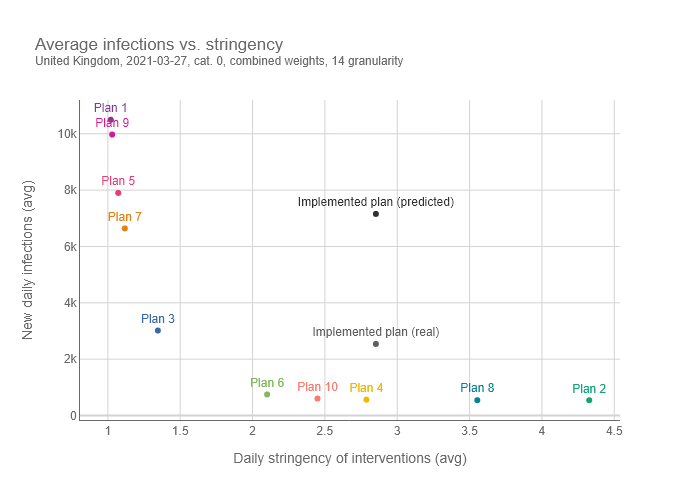 Average infections vs. stringency
United Kingdom, 2021-03-27, cat. 0, combined weights, 14 granularity
Plan 1
Plan 9
10k
Plan 5
8k
Implemented plan (predicted)
Plan 7
6k
4k
Plan 3
Implemented plan (real)
2k
Plan 6
Plan 10
Plan 4
Plan 8
Plan 2
0
1
1.5
2
2.5
3
3.5
4
4.5
New daily infections (avg)
Daily stringency of interventions (avg)